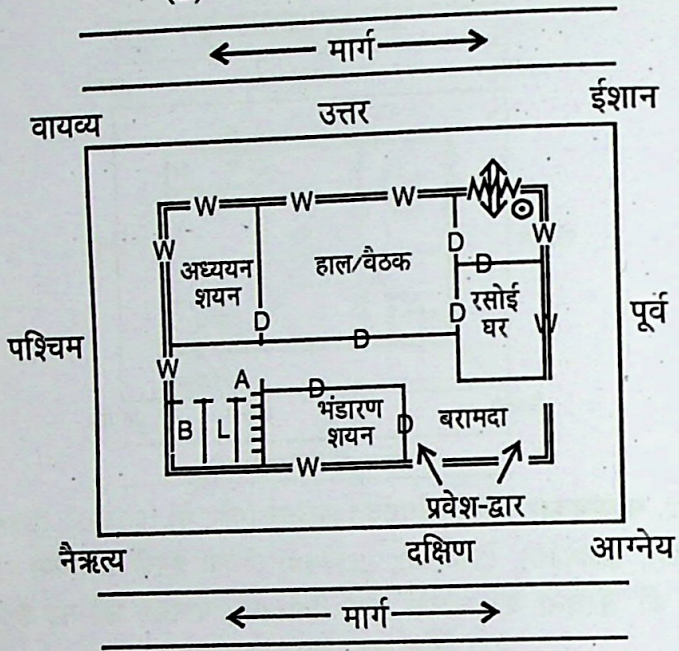 मार्ग
वायव्य
उत्तर
ईशान
W W W
W
W
D
D
अध्ययन
शयन
हाल/बैठक
रसोई
घर
D
D
W
D
पश्चिम
पूर्व
W
A
D
B
L
भंडारण
शयन
D
बरामदा
W
प्रवेश-द्वार
नैऋत्य
दक्षिण
आग्नेय
मार्ग